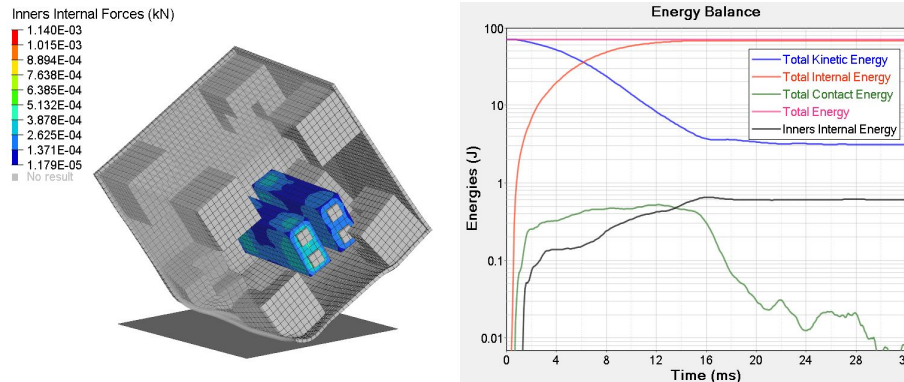 Inners Internal Forces (kN)
1.140E-03
1.015E-03
8.894E-04
7.638E-04
6.385E-04
5.132E-04
3.878E-04
2.625E-04
1.371E-04
1.179E-05
No result
Energy Balance
Energies (J)
100
10
1
0.1
0.01
Total Kinetic Energy
Total Internal Energy
Total Contact Energy
Total Energy
Inners Internal Energy
0 4 8 12 16 20 24 28
Time (ms)